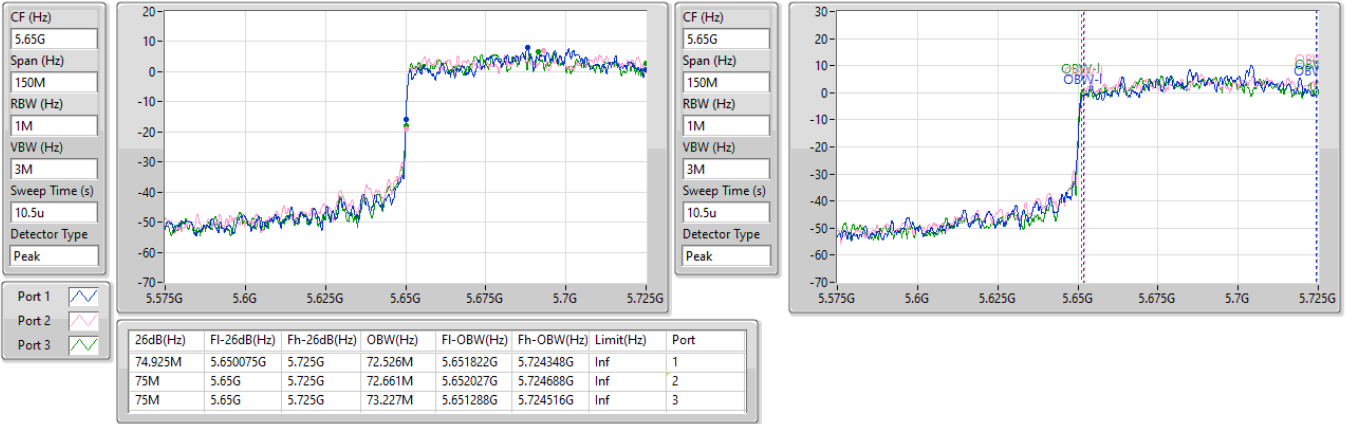 CF (Hz)
5.65G
Span (Hz)
150M
RBW (Hz)
1M
VBW (Hz)
3M
Sweep Time (s)
10.5u
Detector Type
Peak
20
10
0
-10
-20
-30
-40
-50
-60
-70
5.575G 5.6G 5.625G 5.65G 5.675G 5.7G 5.725G
CF (Hz)
5.65G
Span (Hz)
150M
RBW (Hz)
1M
VBW (Hz)
3M
Sweep Time (s)
10.5u
Detector Type
Peak
30
20
10
0
-10
-20
-30
-40
-50
-60
-70
OBW-l
OBW-l
5.575G 5.6G 5.625G 5.65G 5.675G 5.7G 5.725G
Port 1
Port 2
Port 3
26dB(Hz) Fl-26dB(Hz) Fh-26dB(Hz) OBW(Hz) Fl-OBW(Hz) Fh-OBW(Hz) Limit(Hz) Port
74.925M 5.650075G 5.725G 72.526M 5.651822G 5.724348G Inf 1
75M 5.65G 5.725G 72.661M 5.652027G 5.724688G Inf 2
75M 5.65G 5.725G 73.227M 5.651288G 5.724516G Inf 3